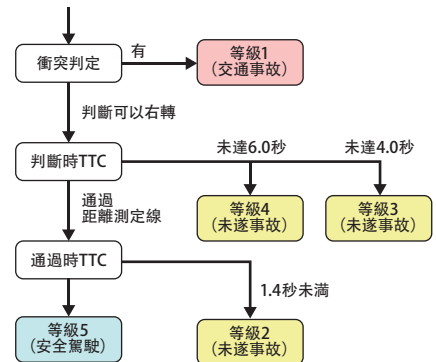 有
衝突判定
等級1
(交通事故)
判斷可以右轉
未達6.0秒
未達4.0秒
判斷時TTC
通過
距離測定線
等級4
(未遂事故)
等級3
(未遂事故)
通過時TTC
1.4秒未滿
等級5
(安全駕駛)
等級2
(未遂事故)